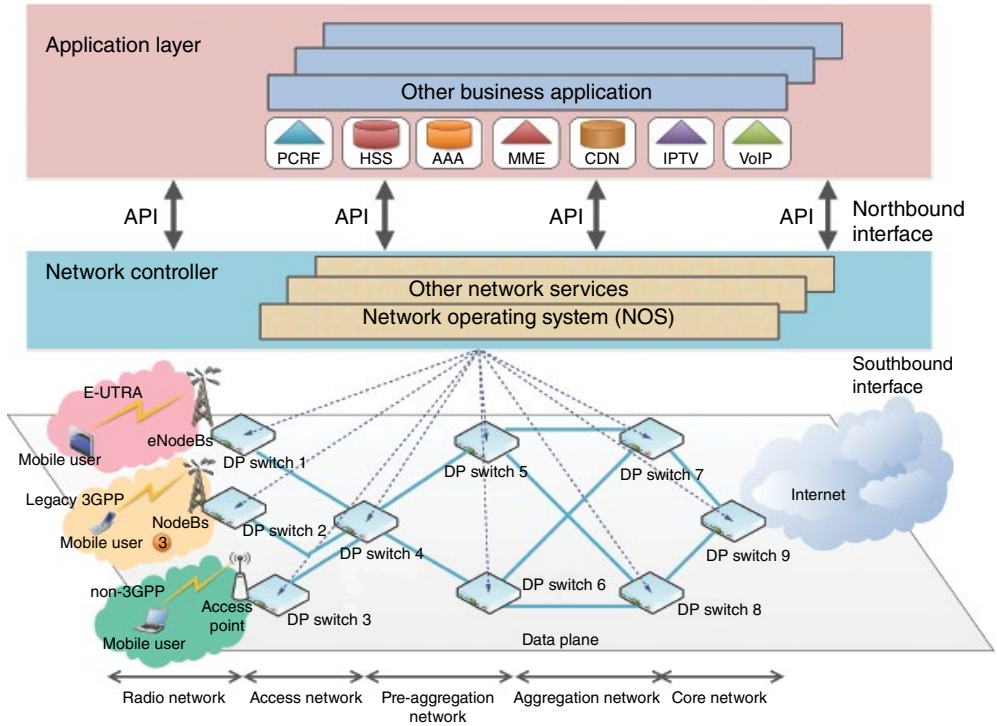 Application layer
Other business application
PCRF
HSS
AAA
MME
CDN
IPTV
VoIP
API
API
API
API
Northbound
interface
Network controller
Other network services
Network operating system (NOS)
Southbound
interface
E-UTRA
eNodeBs
Mobile user
DP switch 1
DP switch 5
DP switch 7
Legacy 3GPP
NodeBs
Mobile user 3
DP switch 2
DP switch 4
Internet
DP switch 9
non-3GPP
Access
point
Mobile user
DP switch 3
DP switch 6
DP switch 8
Data plane
Radio network
Access network
Pre-aggregation
network
Aggregation network
Core network